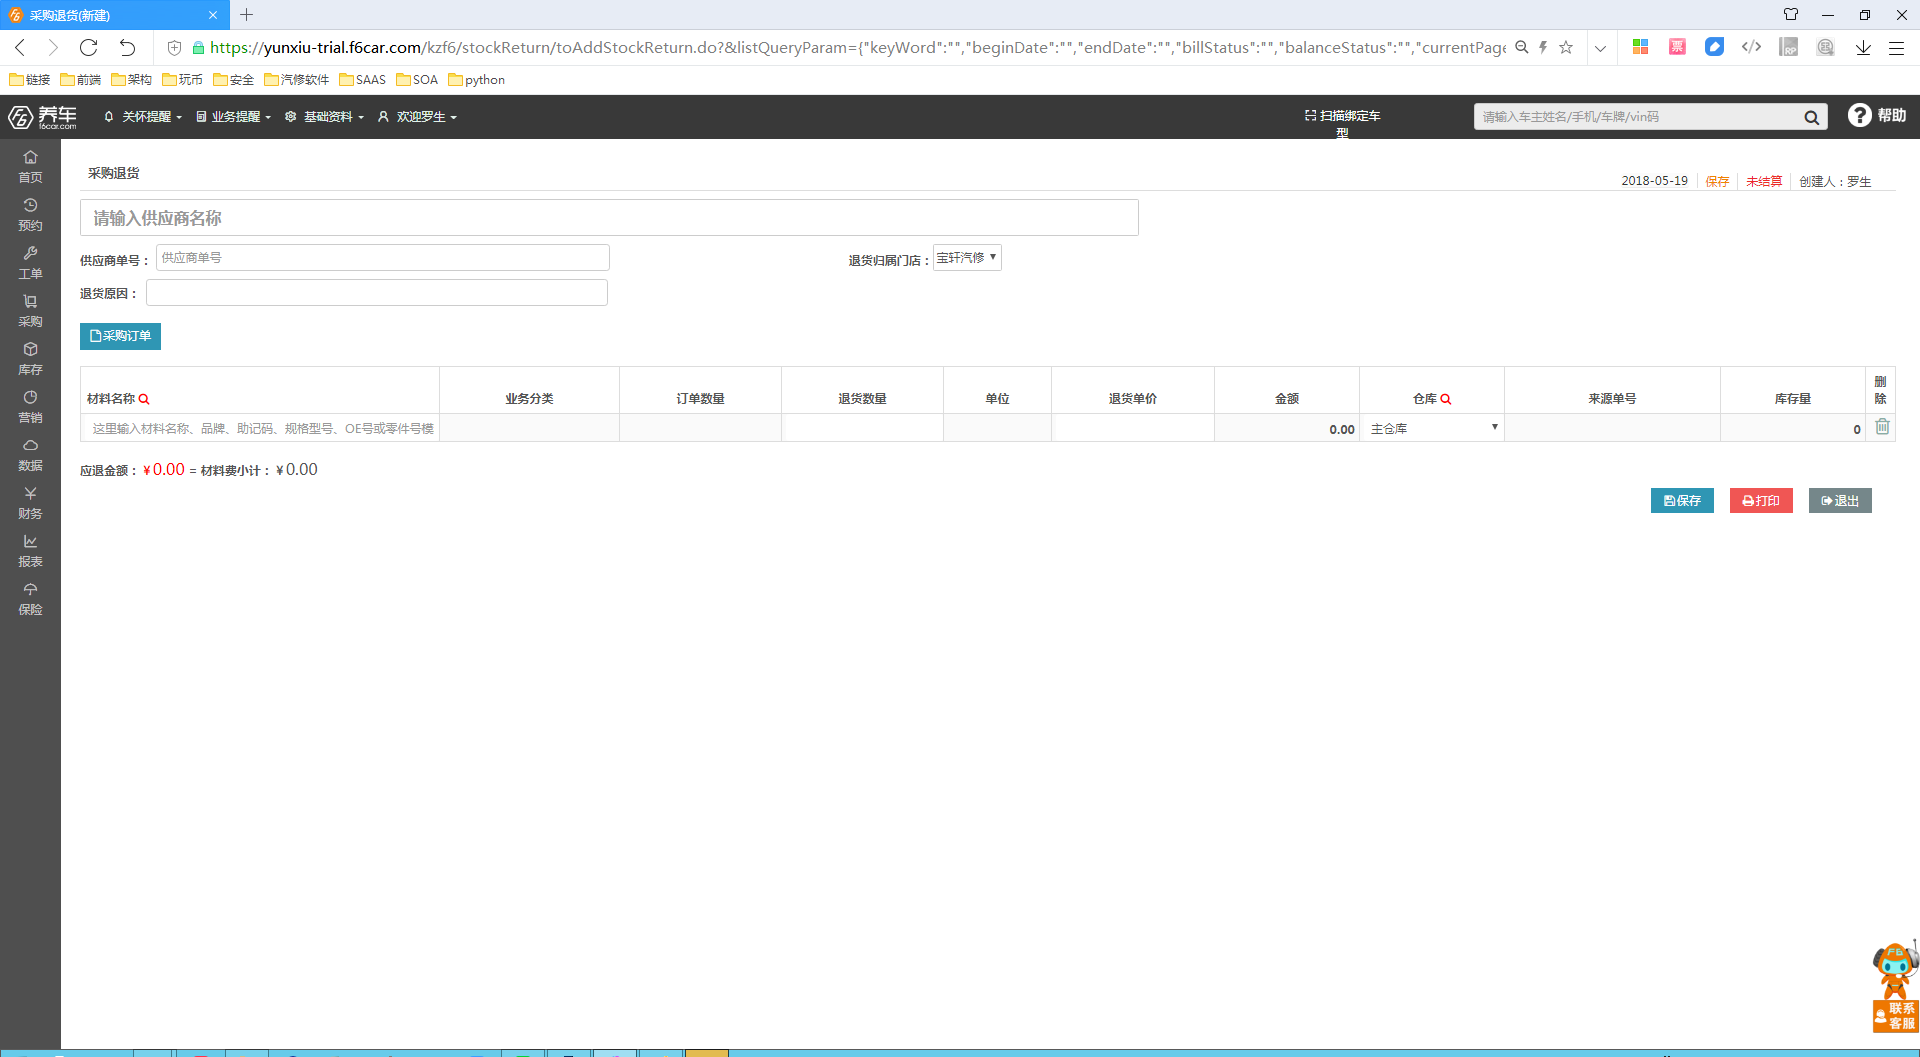 采购退货(新建)
https://yunxiu-trial.f6car.com/kzf6/stockReturn/toAddStockReturn.do?&listQueryParam={"keyWord":"","beginDate":"","endDate":"","billStatus":"","balanceStatus":"","currentPage
票
RP
链接 前端 架构 玩币 安全 汽修软件 SAAS SOA python
F6 养车 f6car.com
关怀提醒 业务提醒 基础资料 欢迎罗生
扫描绑定车型
请输入车主姓名/手机/车牌/vin码
帮助
首页
预约
工单
采购
库存
营销
数据
财务
报表
保险
采购退货
2018-05-19 保存 未结算 创建人：罗生
请输入供应商名称
供应商单号： 供应商单号 退货归属门店： 宝轩汽修
退货原因：
采购订单
材料名称 业务分类 订单数量 退货数量 单位 退货单价 金额 仓库 来源单号 库存量 删除
这里输入材料名称、品牌、助记码、规格型号、OE号或零件号模 0.00 主仓库 0
应退金额：￥0.00 = 材料费小计：￥0.00
保存 打印 退出
F6
联系
客服